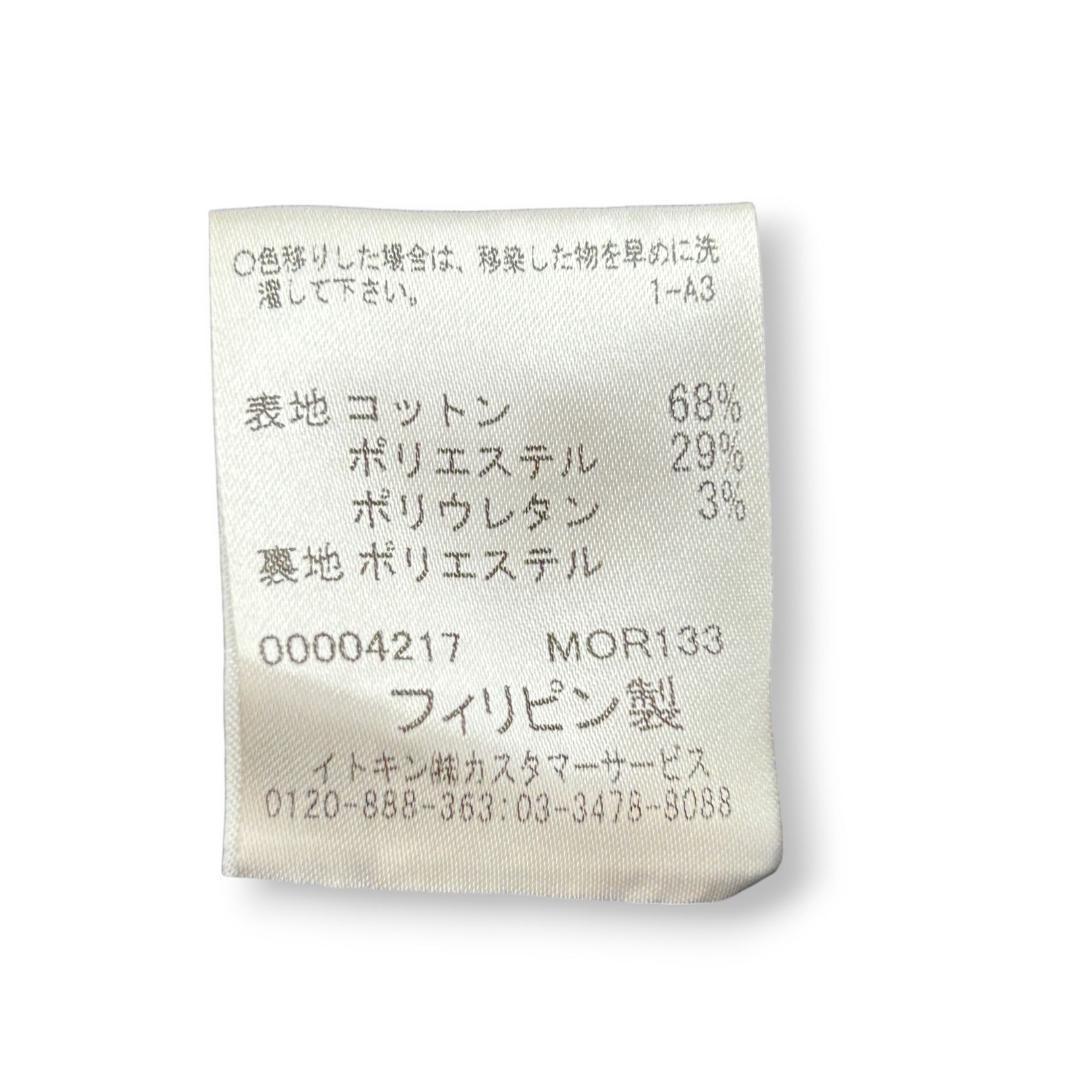 ○色移りした場合は、移染した物を早めに洗
濯して下さい。 1-A3
表地 コットン 68%
ポリエステル 29%
ポリウレタン 3%
裏地 ポリエステル
00004217 MOR133
フィリピン製
イトキン㈱カスタマーサービス
0120-888-363:03-3478-8088